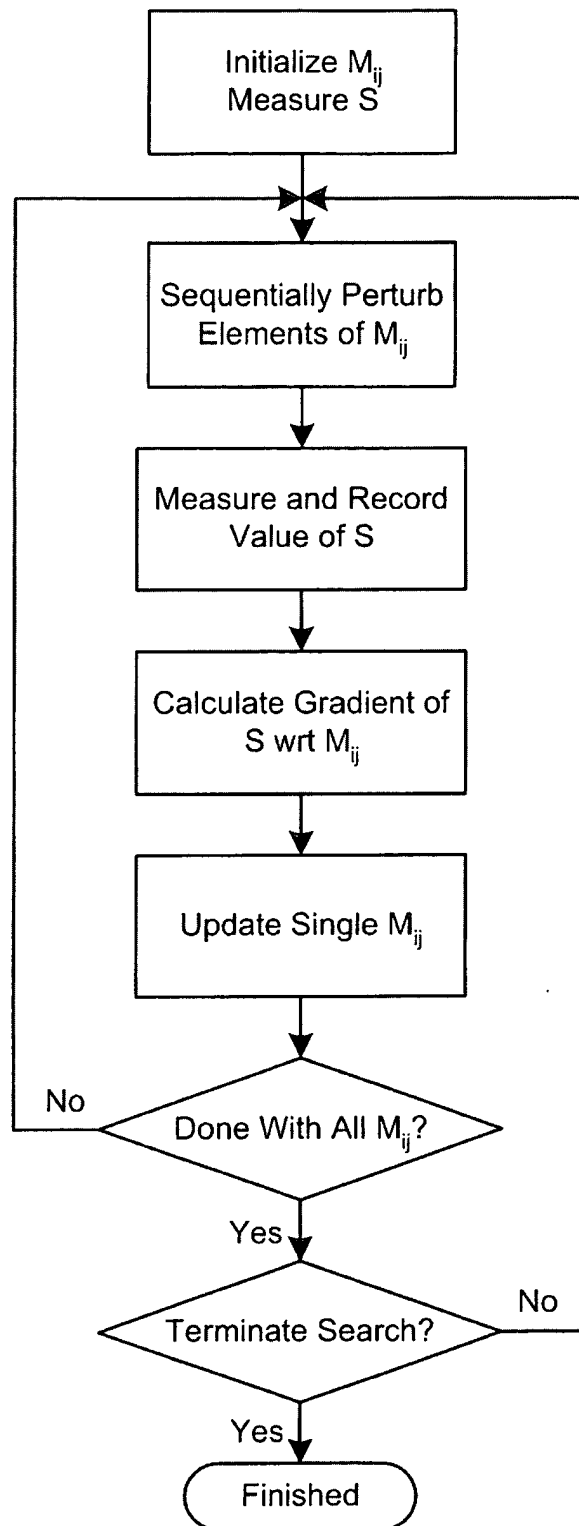 Initialize M_ij
Measure S
Sequentially Perturb
Elements of M_ij
Measure and Record
Value of S
Calculate Gradient of
S wrt M_ij
Update Single M_ij
No
Done With All M_ij?
Yes
Terminate Search?
No
Yes
Finished